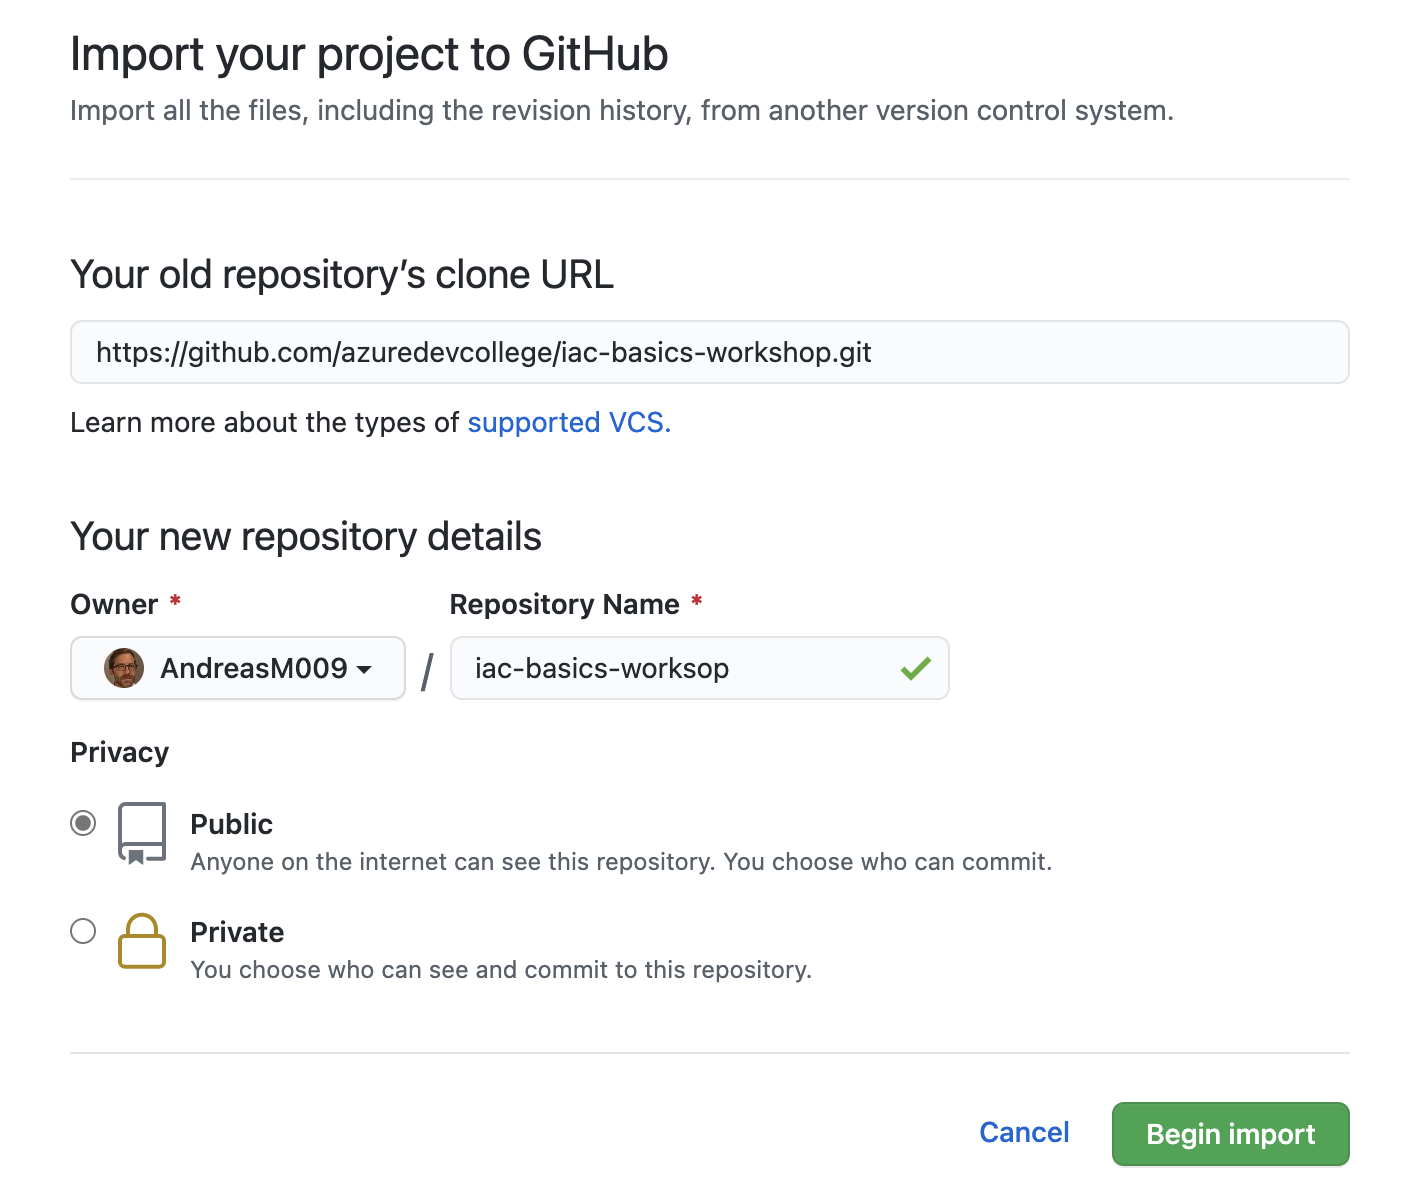 Import your project to GitHub
Import all the files, including the revision history, from another version control system.
Your old repository’s clone URL
https://github.com/azuredevcollege/iac-basics-workshop.git
Learn more about the types of supported VCS.
Your new repository details
Owner * Repository Name *
AndreasM009 / iac-basics-worksop
Privacy
Public
Anyone on the internet can see this repository. You choose who can commit.
Private
You choose who can see and commit to this repository.
Cancel Begin import